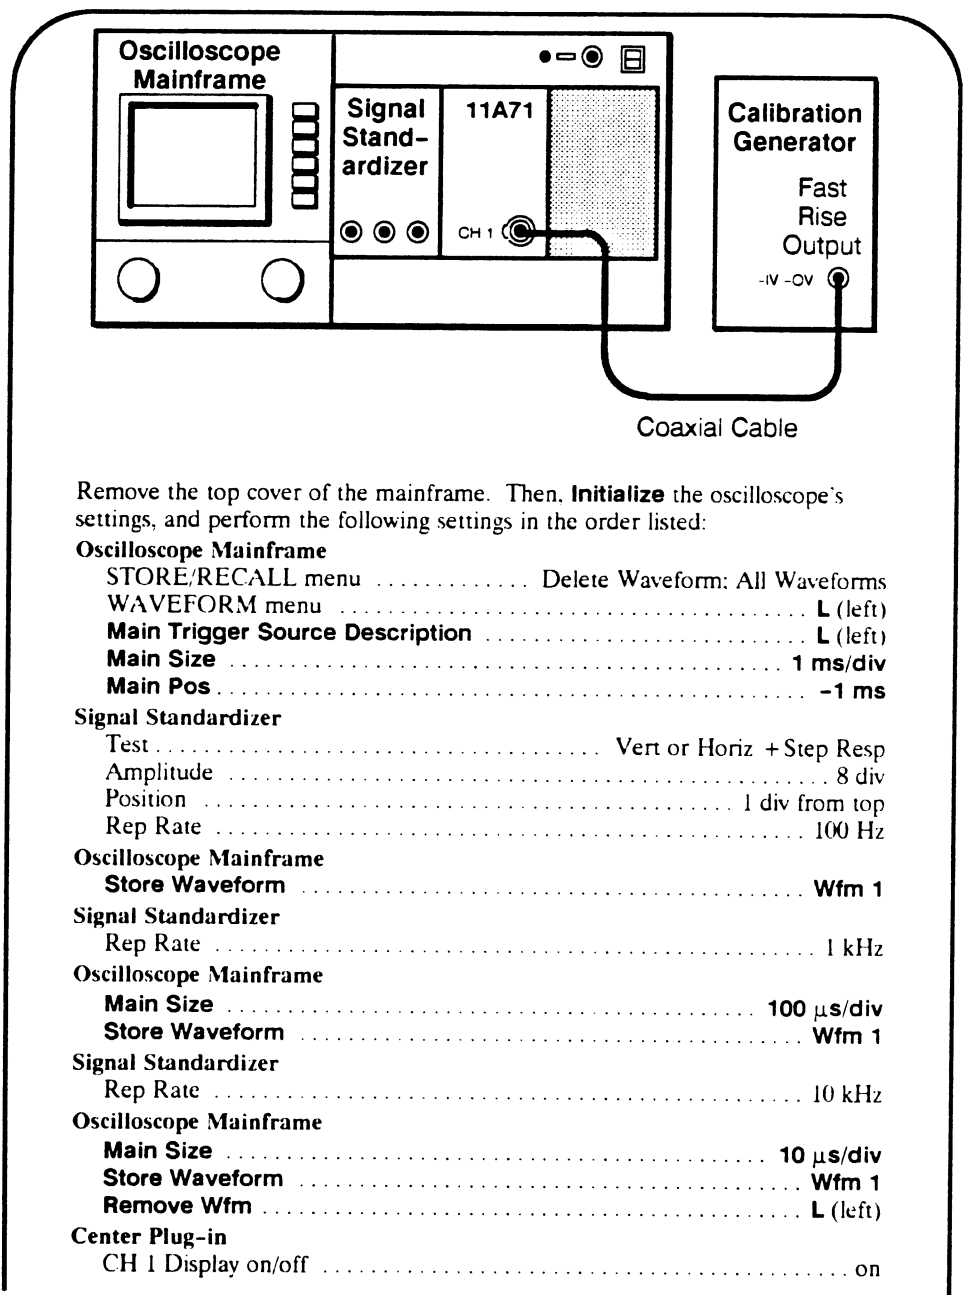 Oscilloscope
Mainframe
Signal
Stand-
ardizer
11A71
CH 1
Calibration
Generator
Fast
Rise
Output
-IV -OV
Coaxial Cable
Remove the top cover of the mainframe. Then, Initialize the oscilloscope's
settings, and perform the following settings in the order listed:
Oscilloscope Mainframe
STORE/RECALL menu ............. Delete Waveform: All Waveforms
WAVEFORM menu .................................... L (left)
Main Trigger Source Description ......................... L (left)
Main Size ........................................... 1 ms/div
Main Pos ............................................. -1 ms
Signal Standardizer
Test ................................... Vert or Horiz +Step Resp
Amplitude ............................................. 8 div
Position ........................................ 1 div from top
Rep Rate ............................................ 100 Hz
Oscilloscope Mainframe
Store Waveform ...................................... Wfm 1
Signal Standardizer
Rep Rate ............................................. 1 kHz
Oscilloscope Mainframe
Main Size ......................................... 100 µs/div
Store Waveform ...................................... Wfm 1
Signal Standardizer
Rep Rate ............................................ 10 kHz
Oscilloscope Mainframe
Main Size .......................................... 10 µs/div
Store Waveform ...................................... Wfm 1
Remove Wfm ........................................ L (left)
Center Plug-in
CH 1 Display on/off ....................................... on